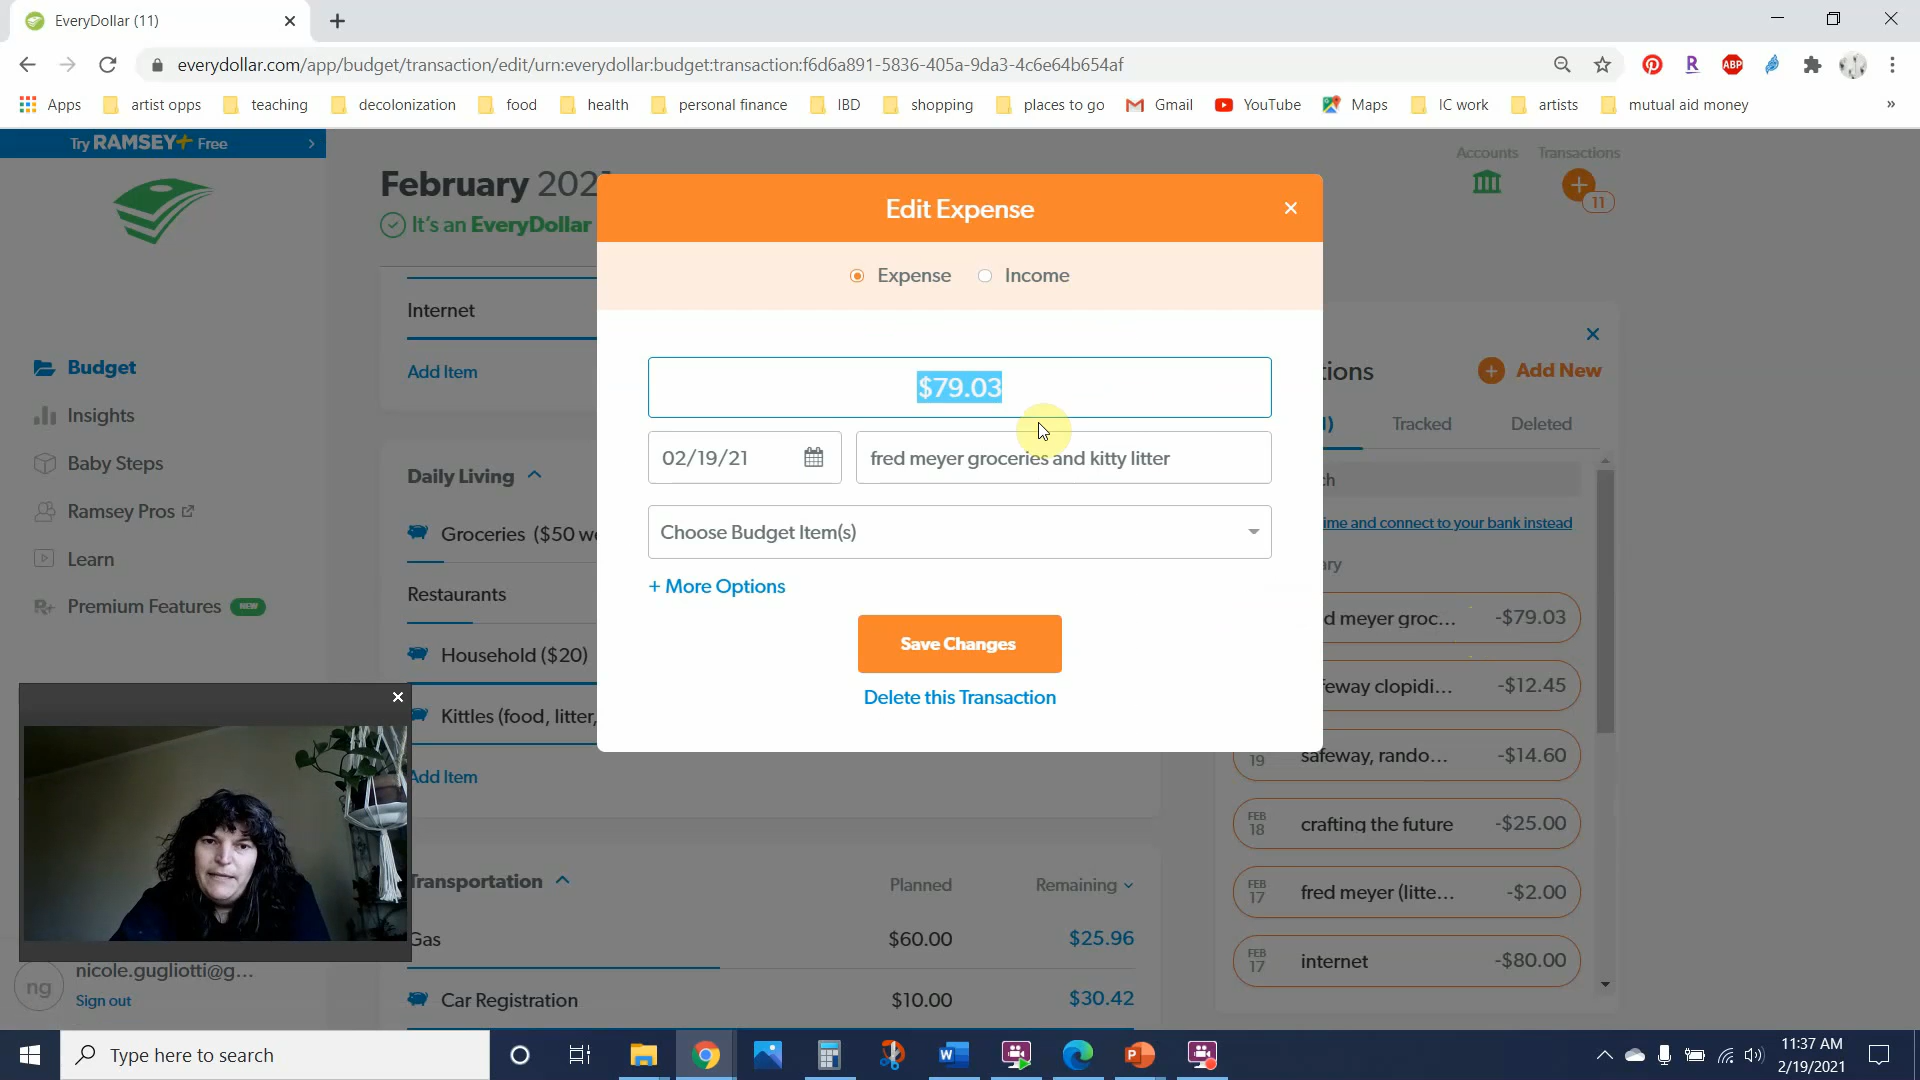 EveryDollar (11)
everydollar.com/app/budget/transaction/edit/urn:everydollar:budget:transaction:f6d6a891-5836-405a-9da3-4c6e64b654af
Apps artist opps teaching decolonization food health personal finance IBD shopping places to go Gmail YouTube Maps IC work artists mutual aid money »
R ABP
Try RAMSEY+ Free
Budget
Insights
Baby Steps
Ramsey Pros
Learn
Premium Features NEW
ng
nicole.gugliotti@g...
Sign out
February 202
It's an EveryDollar
Internet
Add Item
Daily Living
Groceries ($50 we
Restaurants
Household ($20)
Kittles (food, litter,
Add Item
Transportation Planned Remaining
Gas $60.00 $25.96
Car Registration $10.00 $30.42
Edit Expense
Expense Income
$79.03
02/19/21 fred meyer groceries and kitty litter
Choose Budget Item(s)
+ More Options
Save Changes
Delete this Transaction
Accounts Transactions
11
tions Add New
Tracked Deleted
ch
ime and connect to your bank instead
ary
d meyer groc... -$79.03
feway clopidi... -$12.45
19 safeway, rando... -$14.60
FEB 18 crafting the future -$25.00
FEB 17 fred meyer (litte... -$2.00
FEB 17 internet -$80.00
Type here to search
11:37 AM
2/19/2021